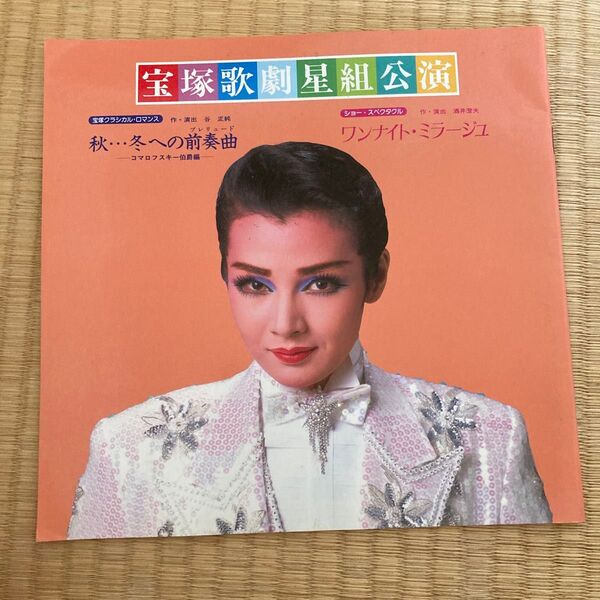 宝塚歌劇星組公演
宝塚クラシカル・ロマンス 作・演出 谷 正純
プレリュード
秋…冬への前奏曲
──コマロフスキー伯爵編──
ショー・スペクタクル 作・演出 酒井澄夫
ワンナイト・ミラージュ